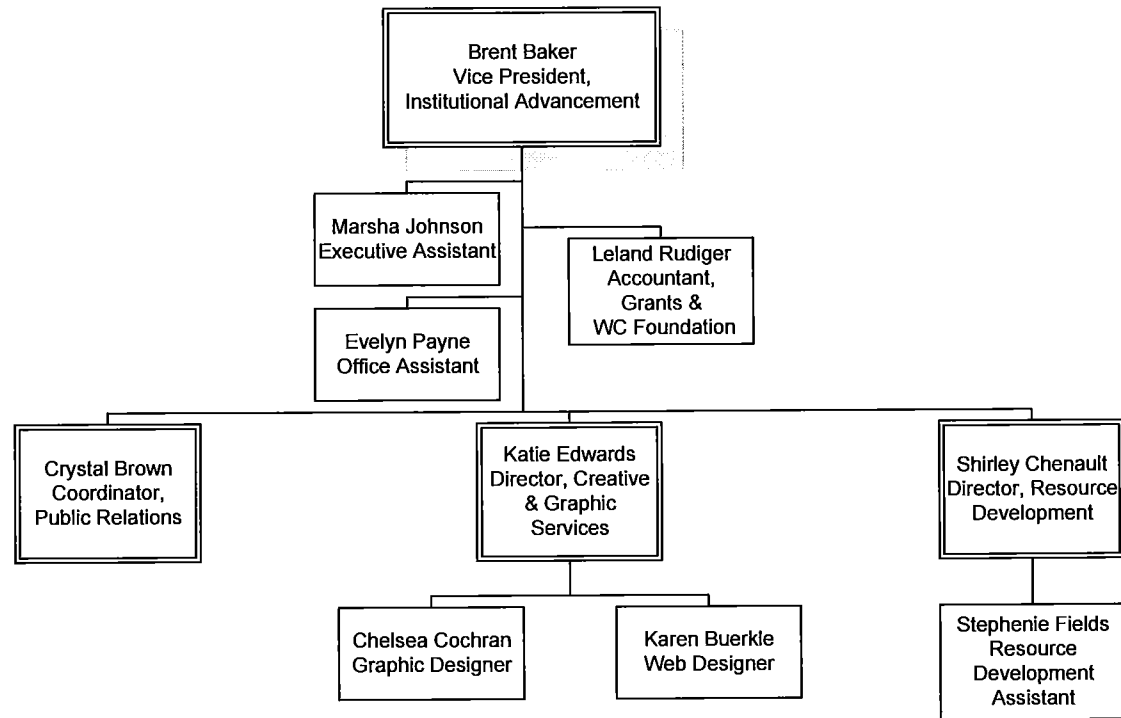 Brent Baker
Vice President,
Institutional Advancement
Marsha Johnson
Executive Assistant
Leland Rudiger
Accountant,
Grants &
WC Foundation
Evelyn Payne
Office Assistant
Crystal Brown
Coordinator,
Public Relations
Katie Edwards
Director, Creative
& Graphic
Services
Shirley Chenault
Director, Resource
Development
Chelsea Cochran
Graphic Designer
Karen Buerkle
Web Designer
Stephenie Fields
Resource
Development
Assistant